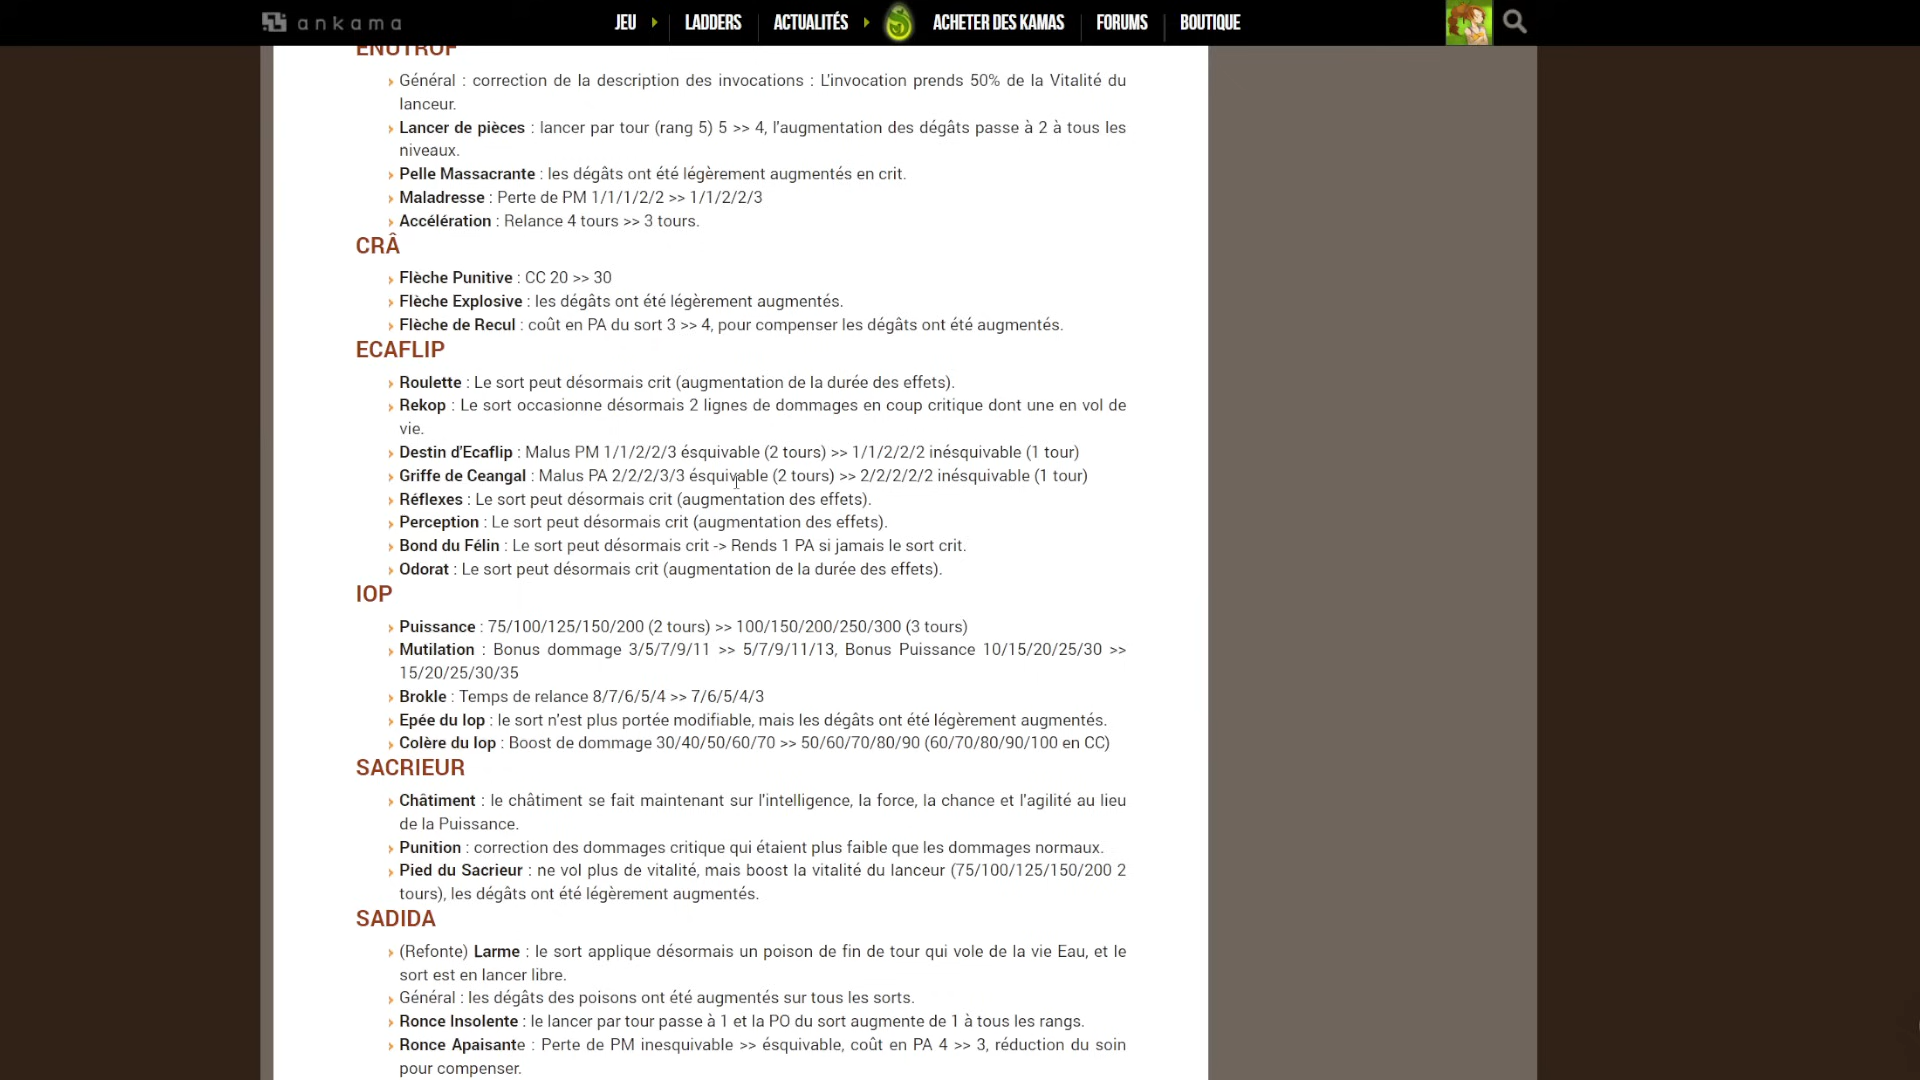 ankama
JEU
LADDERS
ACTUALITÉS
ACHETER DES KAMAS
FORUMS
BOUTIQUE
ENUTROF
Général : correction de la description des invocations : L'invocation prends 50% de la Vitalité du
lanceur.
Lancer de pièces : lancer par tour (rang 5) 5 >> 4, l'augmentation des dégâts passe à 2 à tous les
niveaux.
Pelle Massacrante : les dégâts ont été légèrement augmentés en crit.
Maladresse : Perte de PM 1/1/1/2/2 >> 1/1/2/2/3
Accélération : Relance 4 tours >> 3 tours.
CRÂ
Flèche Punitive : CC 20 >> 30
Flèche Explosive : les dégâts ont été légèrement augmentés.
Flèche de Recul : coût en PA du sort 3 >> 4, pour compenser les dégâts ont été augmentés.
ECAFLIP
Roulette : Le sort peut désormais crit (augmentation de la durée des effets).
Rekop : Le sort occasionne désormais 2 lignes de dommages en coup critique dont une en vol de
vie.
Destin d'Ecaflip : Malus PM 1/1/2/2/3 ésquivable (2 tours) >> 1/1/2/2/2 inésquivable (1 tour)
Griffe de Ceangal : Malus PA 2/2/2/3/3 ésquivable (2 tours) >> 2/2/2/2/2 inésquivable (1 tour)
Réflexes : Le sort peut désormais crit (augmentation des effets).
Perception : Le sort peut désormais crit (augmentation des effets).
Bond du Félin : Le sort peut désormais crit -> Rends 1 PA si jamais le sort crit.
Odorat : Le sort peut désormais crit (augmentation de la durée des effets).
IOP
Puissance : 75/100/125/150/200 (2 tours) >> 100/150/200/250/300 (3 tours)
Mutilation : Bonus dommage 3/5/7/9/11 >> 5/7/9/11/13, Bonus Puissance 10/15/20/25/30 >>
15/20/25/30/35
Brokle : Temps de relance 8/7/6/5/4 >> 7/6/5/4/3
Epée du Iop : le sort n'est plus portée modifiable, mais les dégâts ont été légèrement augmentés.
Colère du Iop : Boost de dommage 30/40/50/60/70 >> 50/60/70/80/90 (60/70/80/90/100 en CC)
SACRIEUR
Châtiment : le châtiment se fait maintenant sur l'intelligence, la force, la chance et l'agilité au lieu
de la Puissance.
Punition : correction des dommages critique qui étaient plus faible que les dommages normaux.
Pied du Sacrieur : ne vol plus de vitalité, mais boost la vitalité du lanceur (75/100/125/150/200 2
tours), les dégâts ont été légèrement augmentés.
SADIDA
(Refonte) Larme : le sort applique désormais un poison de fin de tour qui vole de la vie Eau, et le
sort est en lancer libre.
Général : les dégâts des poisons ont été augmentés sur tous les sorts.
Ronce Insolente : le lancer par tour passe à 1 et la PO du sort augmente de 1 à tous les rangs.
Ronce Apaisante : Perte de PM inesquivable >> ésquivable, coût en PA 4 >> 3, réduction du soin
pour compenser.